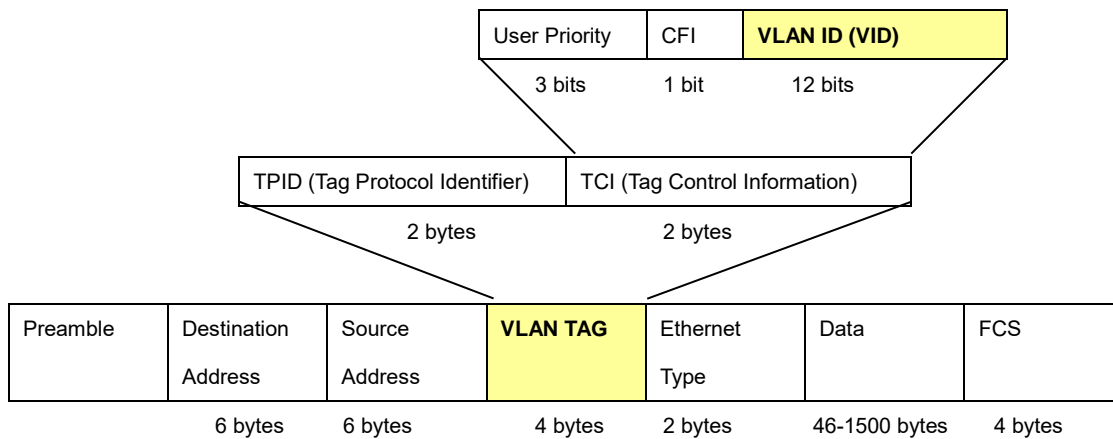 User Priority CFI VLAN ID (VID)
3 bits 1 bit 12 bits
TPID (Tag Protocol Identifier) TCI (Tag Control Information)
2 bytes 2 bytes
Preamble Destination Address Source Address VLAN TAG Ethernet Type Data FCS
6 bytes 6 bytes 4 bytes 2 bytes 46-1500 bytes 4 bytes